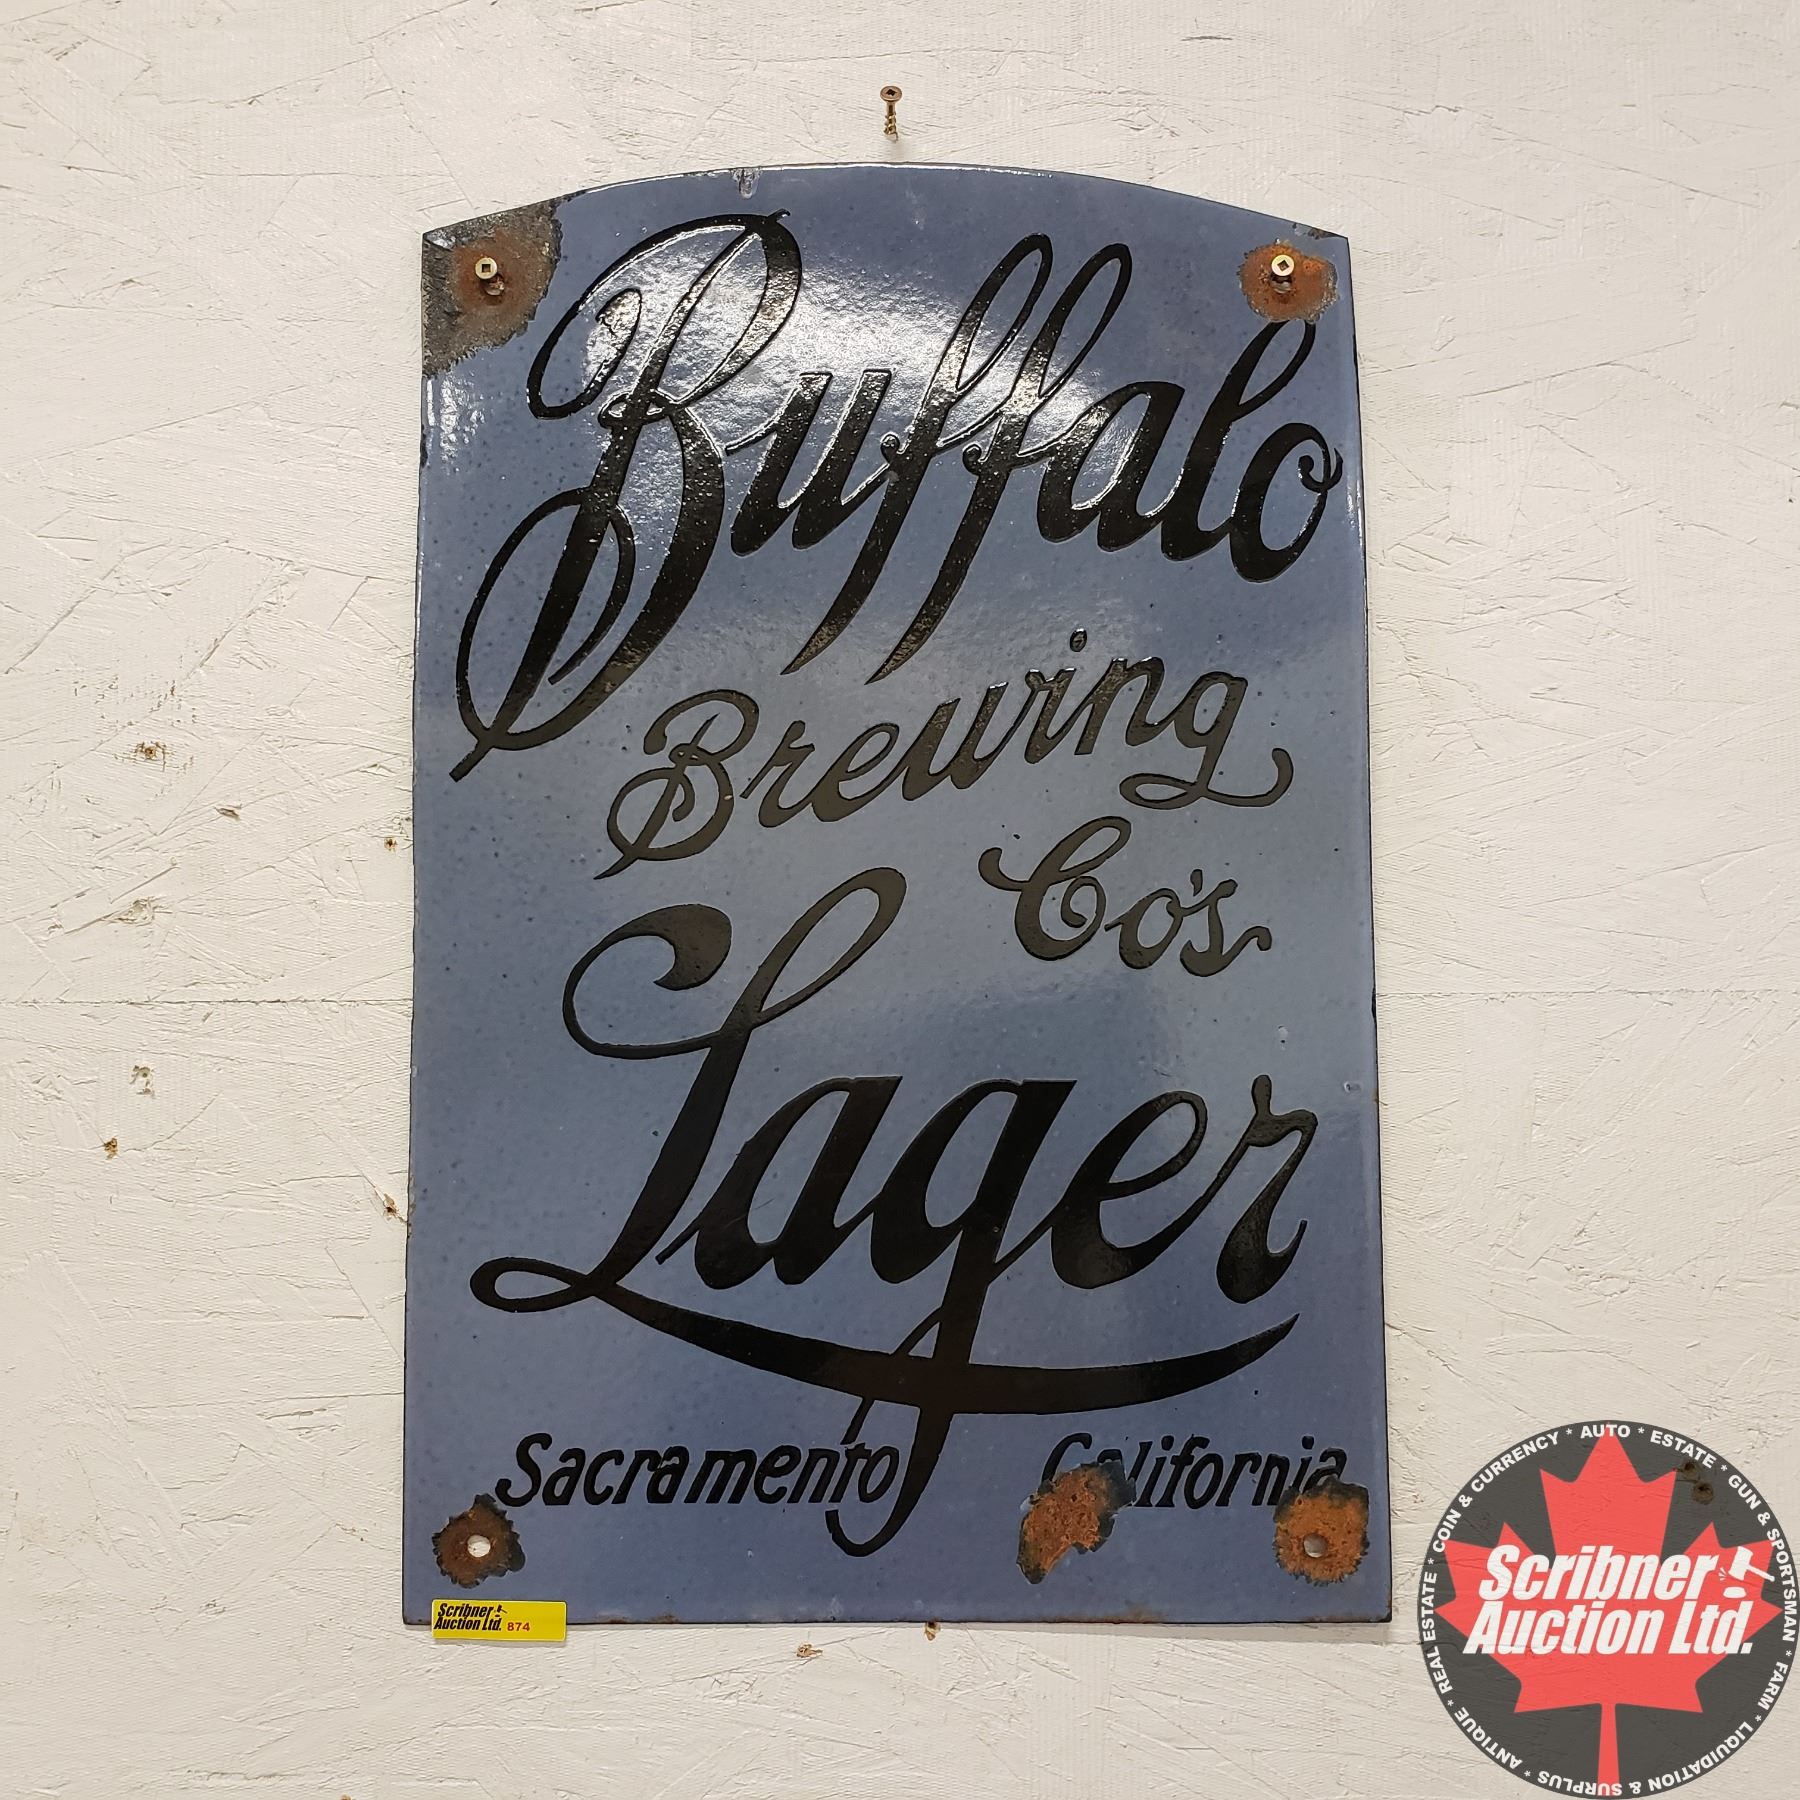 Buffalo
Brewing
Co's
Lager
Sacramento California
Scribner
Auction Ltd. 874
Scribner
Auction Ltd.
REAL ESTATE * COIN & CURRENCY * AUTO * ESTATE * GUN & SPORTSMAN * FARM * LIQUIDATION & SURPLUS * ANTIQUE *